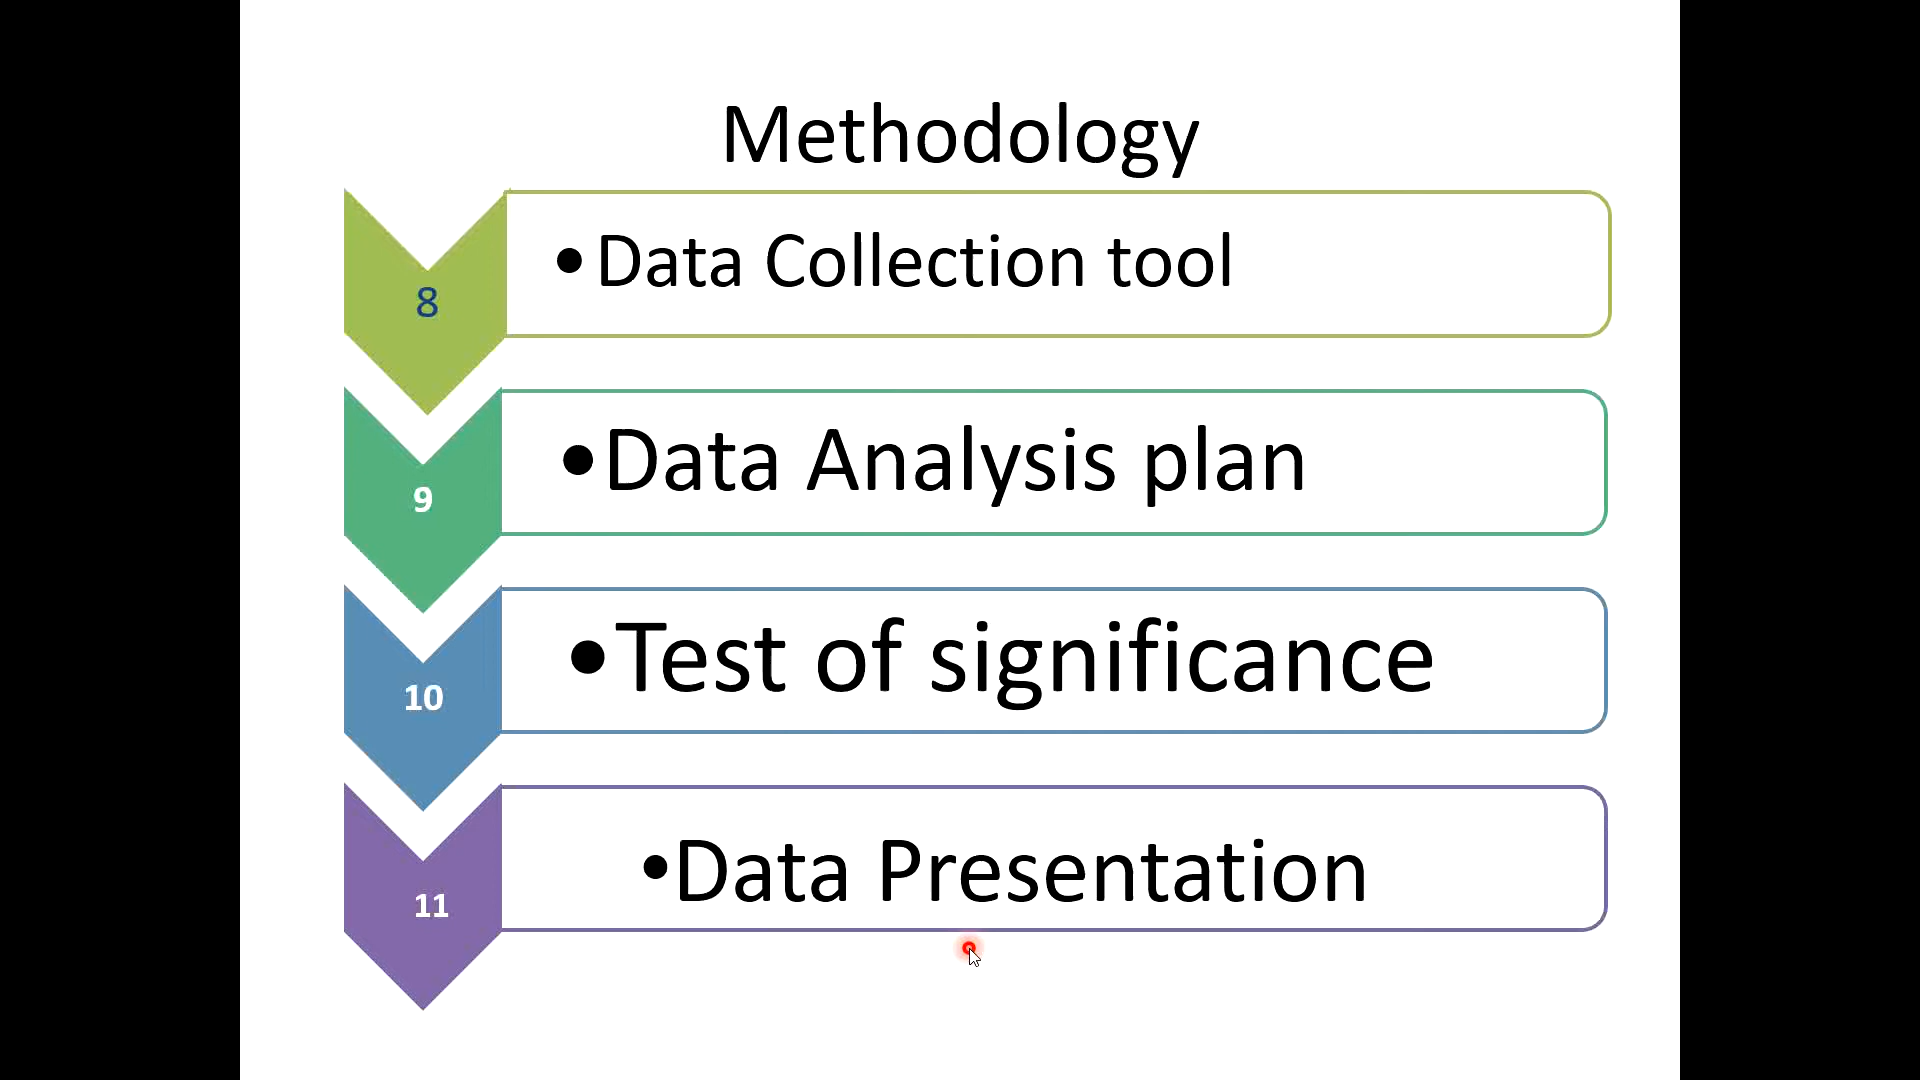 Methodology
8
•Data Collection tool
9
•Data Analysis plan
10
•Test of significance
11
•Data Presentation